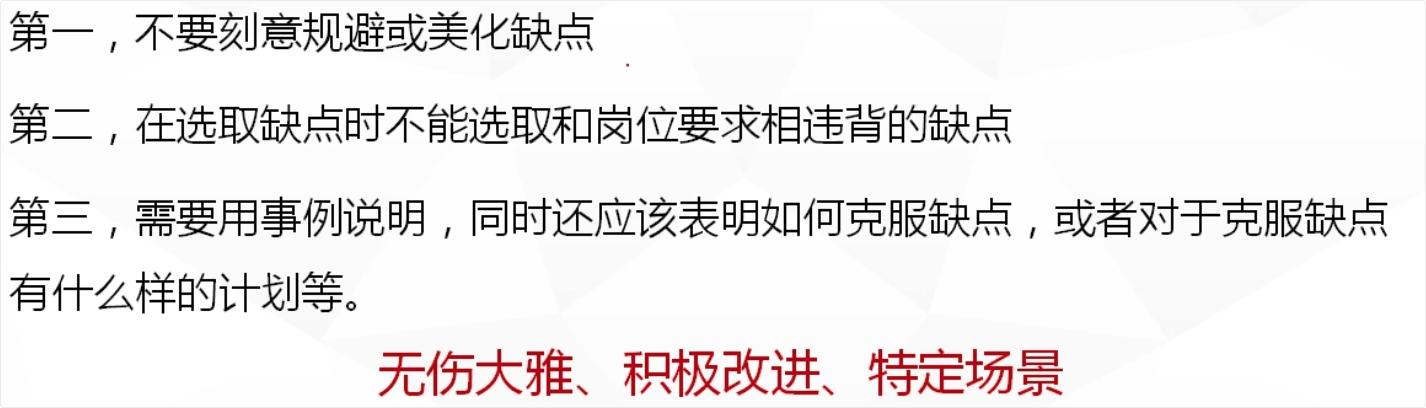 第一，不要刻意规避或美化缺点
第二，在选取缺点时不能选取和岗位要求相违背的缺点
第三，需要用事例说明，同时还应该表明如何克服缺点，或者对于克服缺点
有什么样的计划等。
无伤大雅、积极改进、特定场景